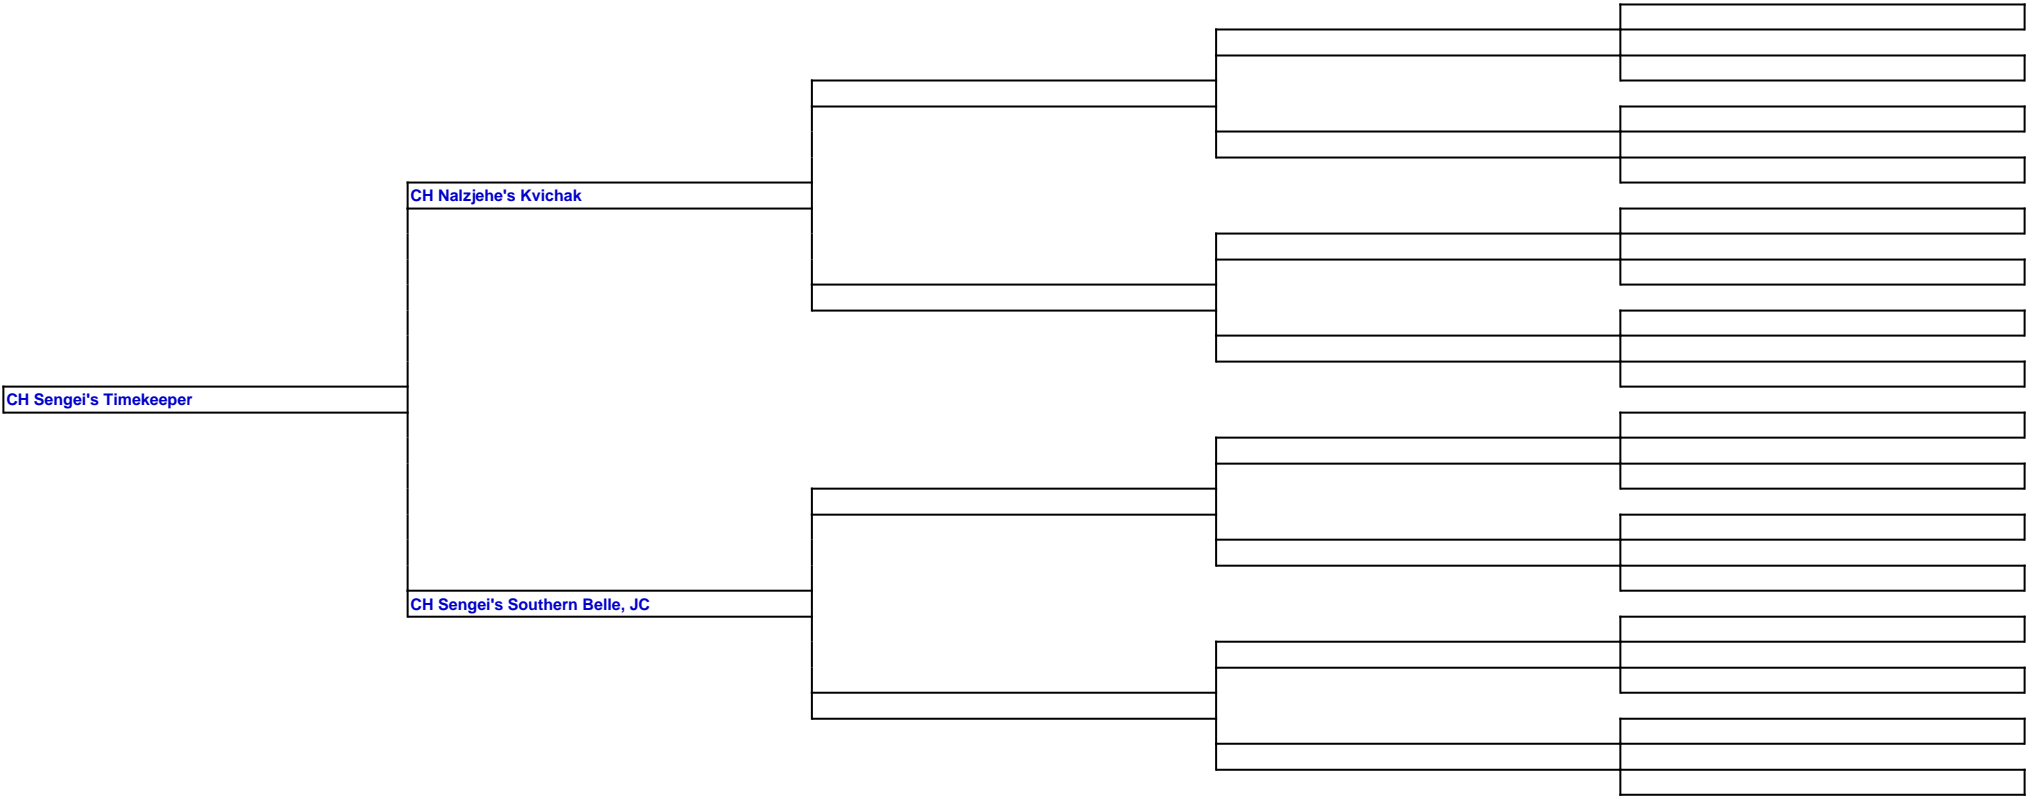 CH Nalzjehe's Kvichak
CH Sengei's Timekeeper
CH Sengei's Southern Belle, JC